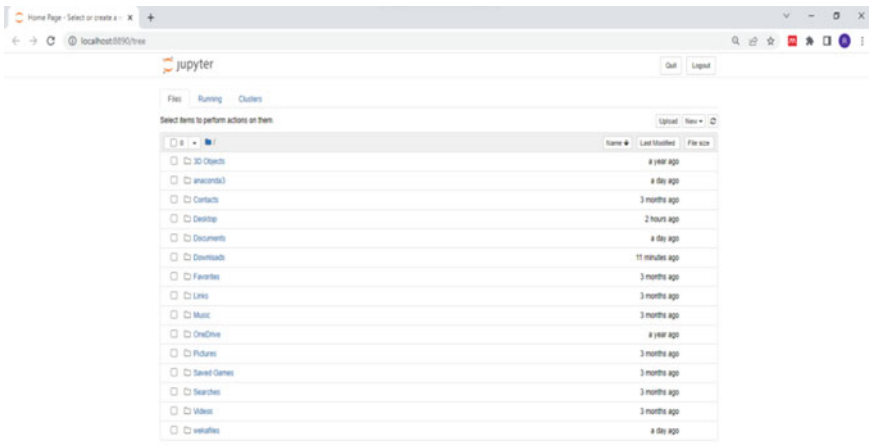 Home Page - Select or create a n
localhost:8890/tree
R
jupyter
Quit Logout
Files Running Clusters
Select items to perform actions on them.
Upload New
0 / Name Last Modified File size
3D Objects a year ago
anaconda3 a day ago
Contacts 3 months ago
Desktop 2 hours ago
Documents a day ago
Downloads 11 minutes ago
Favorites 3 months ago
Links 3 months ago
Music 3 months ago
OneDrive a year ago
Pictures 3 months ago
Saved Games 3 months ago
Searches 3 months ago
Videos 3 months ago
wekafiles a day ago